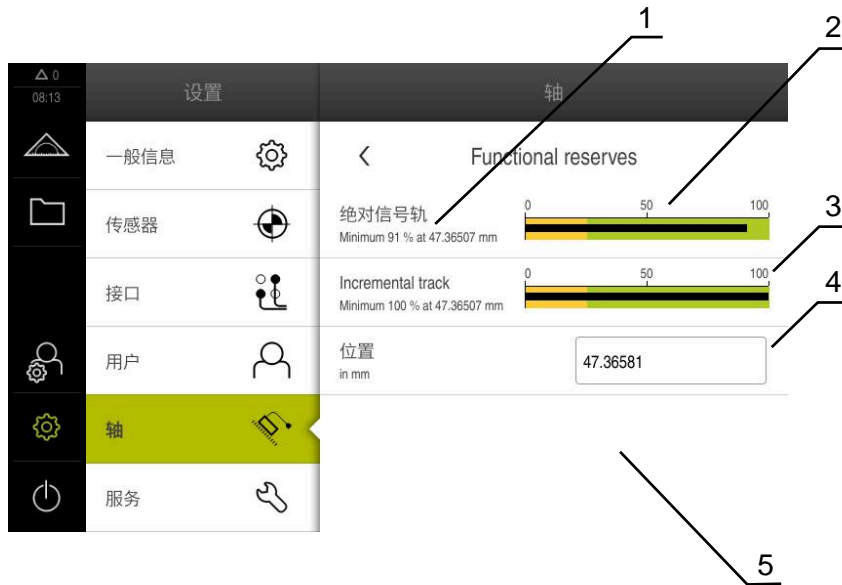 1
2
△ 0
08:13
设置
轴
一般信息
Functional reserves
传感器
绝对信号轨
Minimum 91 % at 47.36507 mm
0 50 100
3
接口
Incremental track
Minimum 100 % at 47.36507 mm
0 50 100
4
用户
位置
in mm
47.36581
轴
服务
5